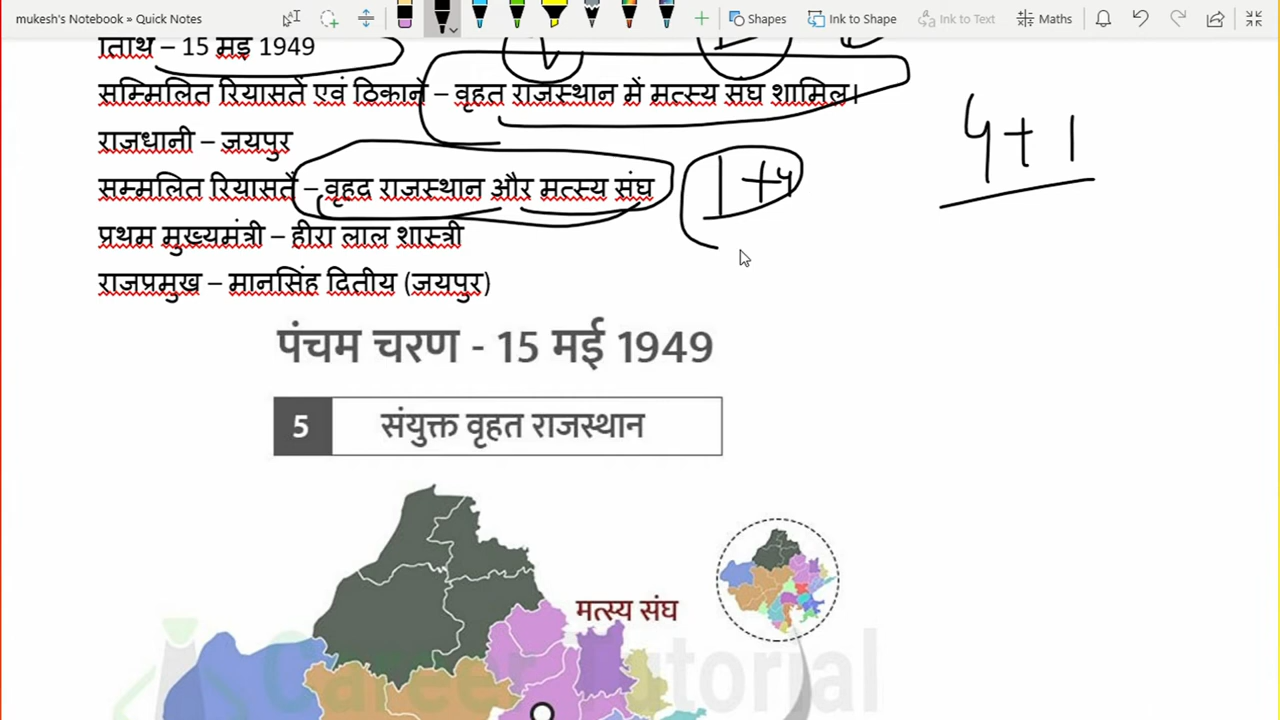 mukesh's Notebook » Quick Notes
Shapes Ink to Shape Ink to Text Maths
तिथि – 15 मई 1949
सम्मिलित रियासतें एवं ठिकाने – वृहत राजस्थान में मत्स्य संघ शामिल।
4+1
राजधानी – जयपुर
सम्मलित रियासतें – वृहद राजस्थान और मत्स्य संघ 1+4
प्रथम मुख्यमंत्री – हीरा लाल शास्त्री
राजप्रमुख – मानसिंह द्वितीय (जयपुर)
पंचम चरण - 15 मई 1949
5 संयुक्त वृहत राजस्थान
मत्स्य संघ
Career Tutorial